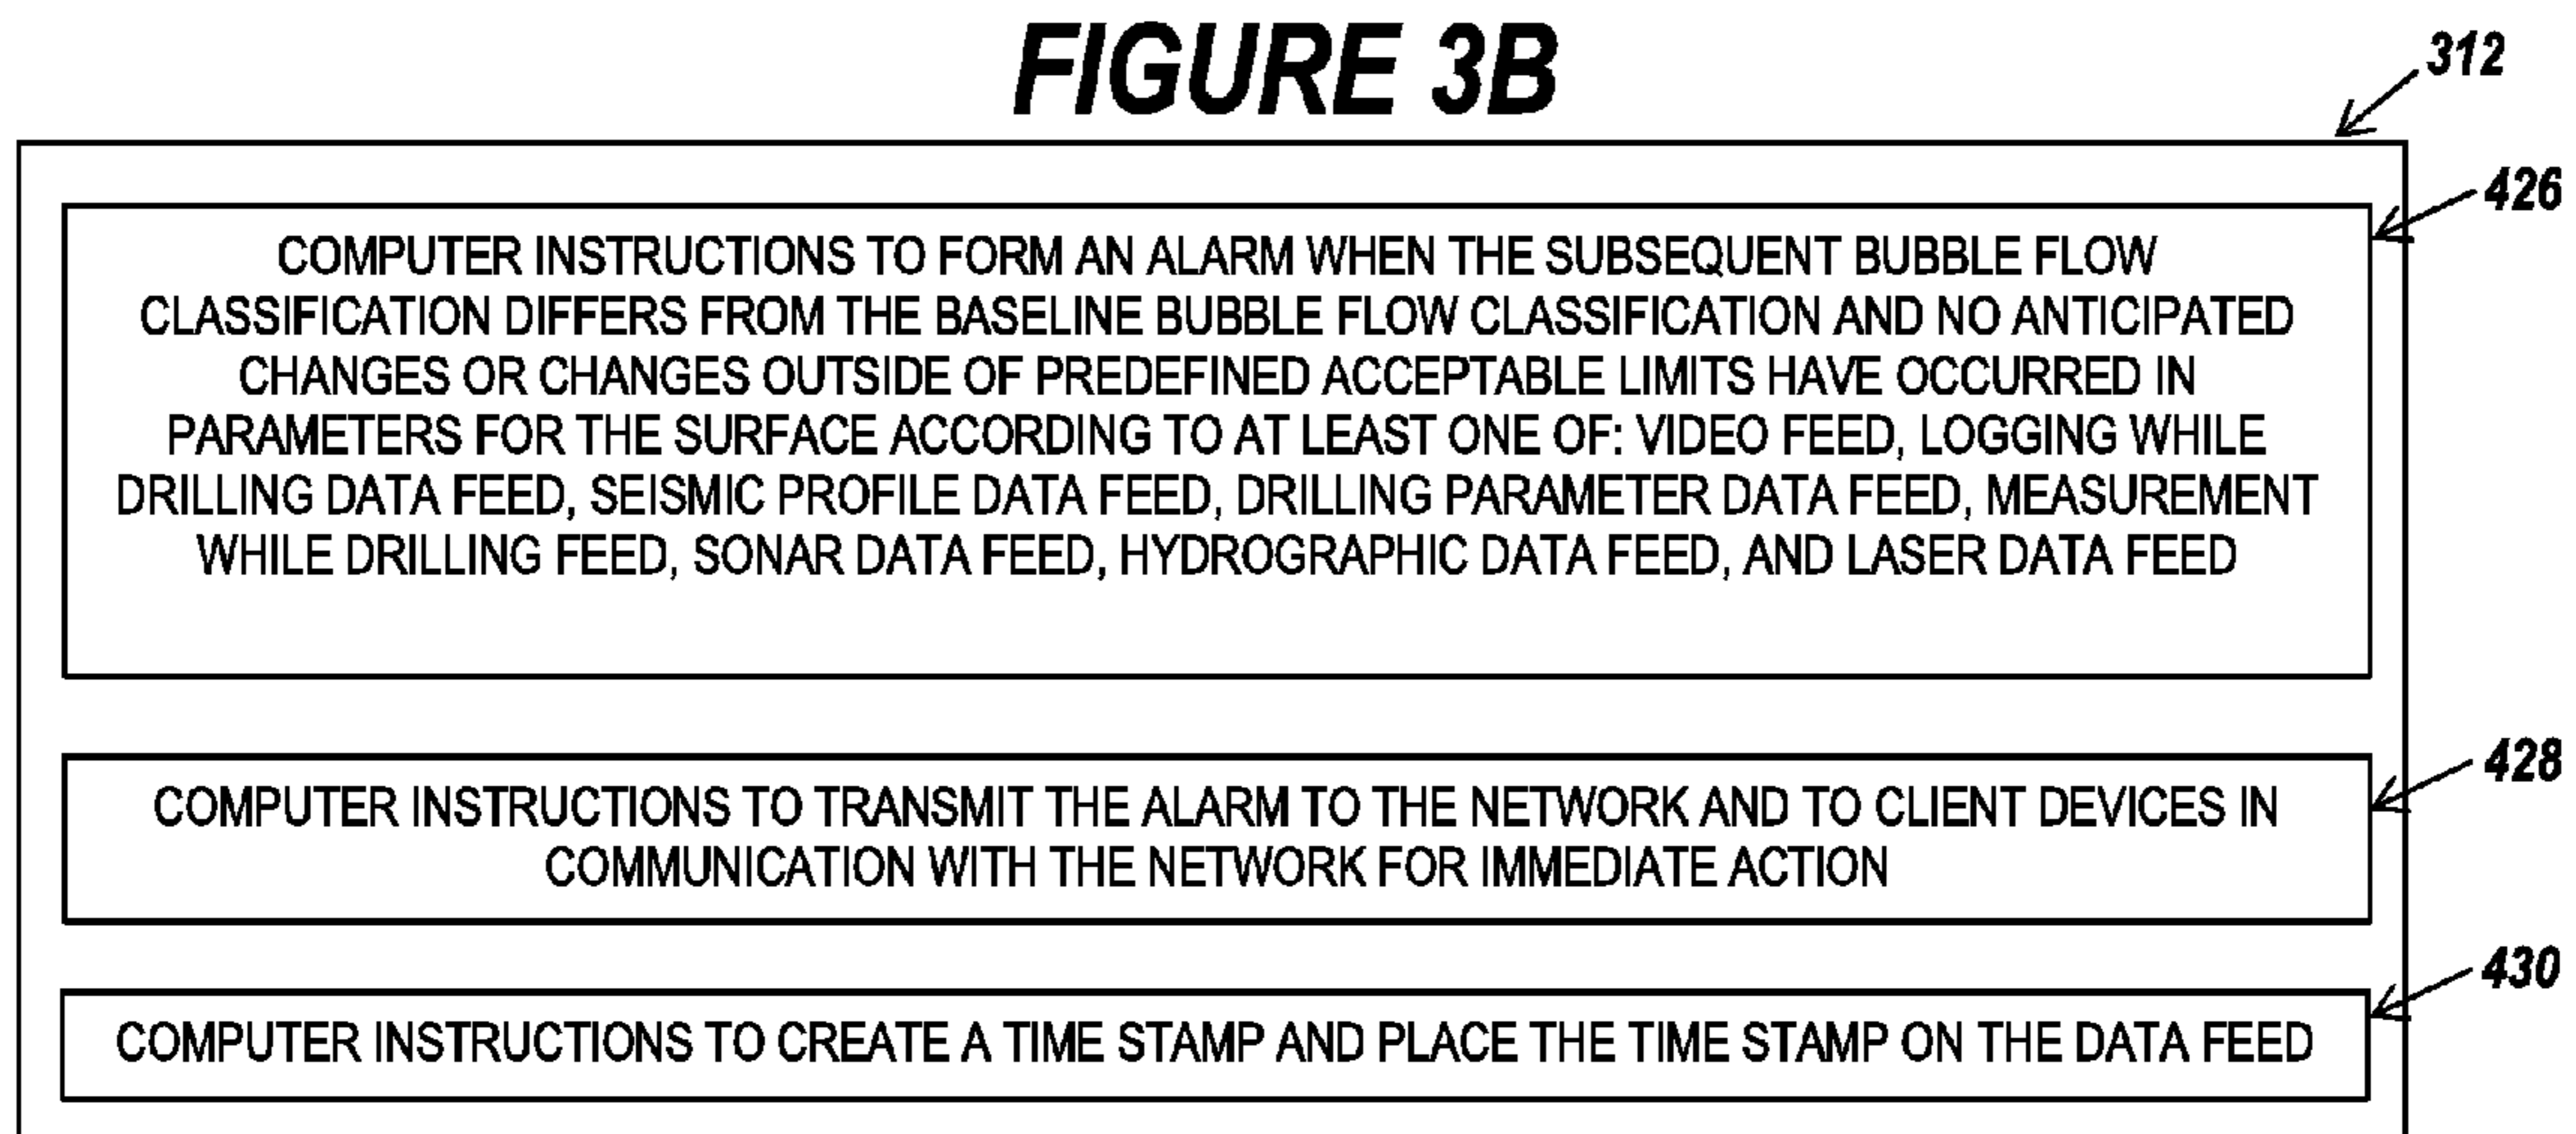 FIGURE 3B
312
426
COMPUTER INSTRUCTIONS TO FORM AN ALARM WHEN THE SUBSEQUENT BUBBLE FLOW
CLASSIFICATION DIFFERS FROM THE BASELINE BUBBLE FLOW CLASSIFICATION AND NO ANTICIPATED
CHANGES OR CHANGES OUTSIDE OF PREDEFINED ACCEPTABLE LIMITS HAVE OCCURRED IN
PARAMETERS FOR THE SURFACE ACCORDING TO AT LEAST ONE OF: VIDEO FEED, LOGGING WHILE
DRILLING DATA FEED, SEISMIC PROFILE DATA FEED, DRILLING PARAMETER DATA FEED, MEASUREMENT
WHILE DRILLING FEED, SONAR DATA FEED, HYDROGRAPHIC DATA FEED, AND LASER DATA FEED
428
COMPUTER INSTRUCTIONS TO TRANSMIT THE ALARM TO THE NETWORK AND TO CLIENT DEVICES IN
COMMUNICATION WITH THE NETWORK FOR IMMEDIATE ACTION
430
COMPUTER INSTRUCTIONS TO CREATE A TIME STAMP AND PLACE THE TIME STAMP ON THE DATA FEED